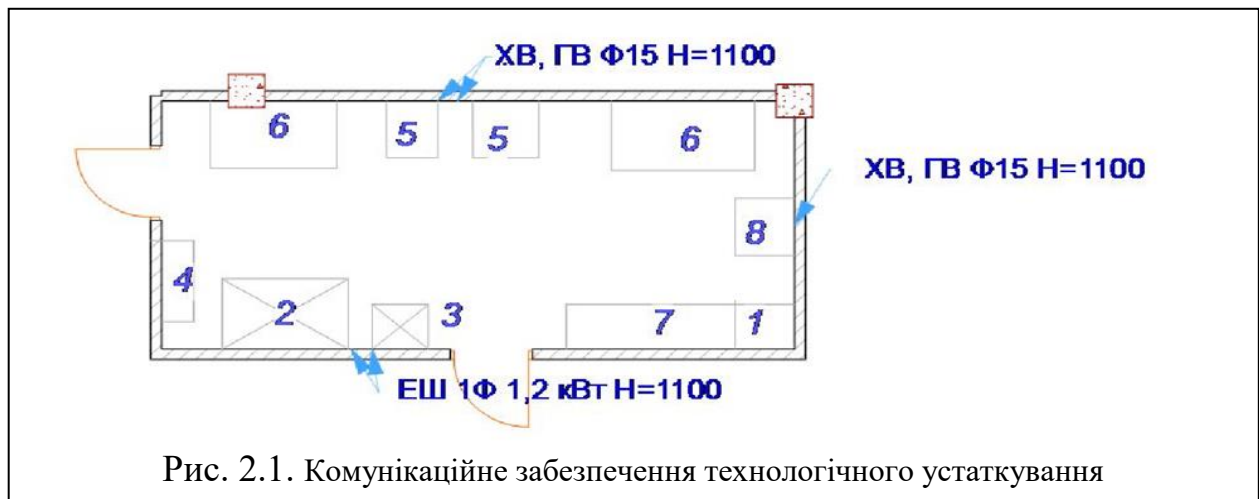 ХВ, ГВ Ф15 Н=1100
6
5
5
6
ХВ, ГВ Ф15 Н=1100
8
4
2
3
7
1
ЕШ 1Ф 1,2 кВт Н=1100
Рис. 2.1. Комунікаційне забезпечення технологічного устаткування